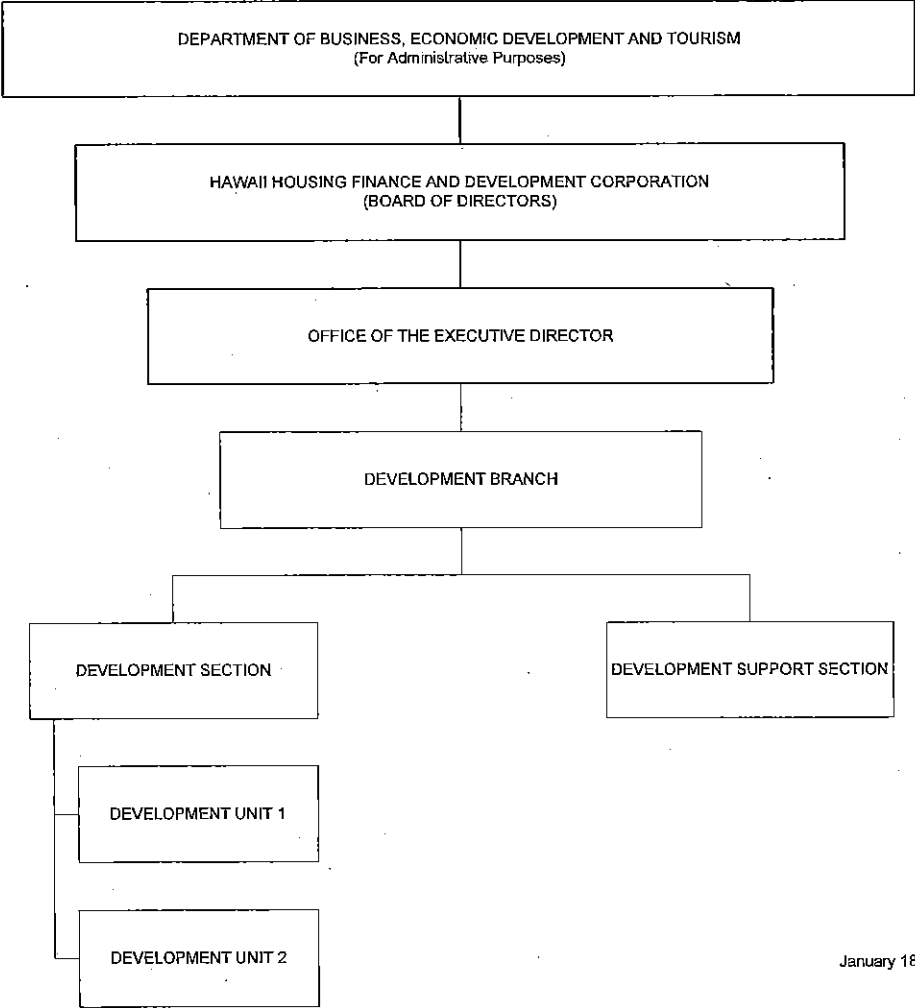 DEPARTMENT OF BUSINESS, ECONOMIC DEVELOPMENT AND TOURISM
(For Administrative Purposes)
HAWAII HOUSING FINANCE AND DEVELOPMENT CORPORATION
(BOARD OF DIRECTORS)
OFFICE OF THE EXECUTIVE DIRECTOR
DEVELOPMENT BRANCH
DEVELOPMENT SECTION
DEVELOPMENT SUPPORT SECTION
DEVELOPMENT UNIT 1
DEVELOPMENT UNIT 2
January 18